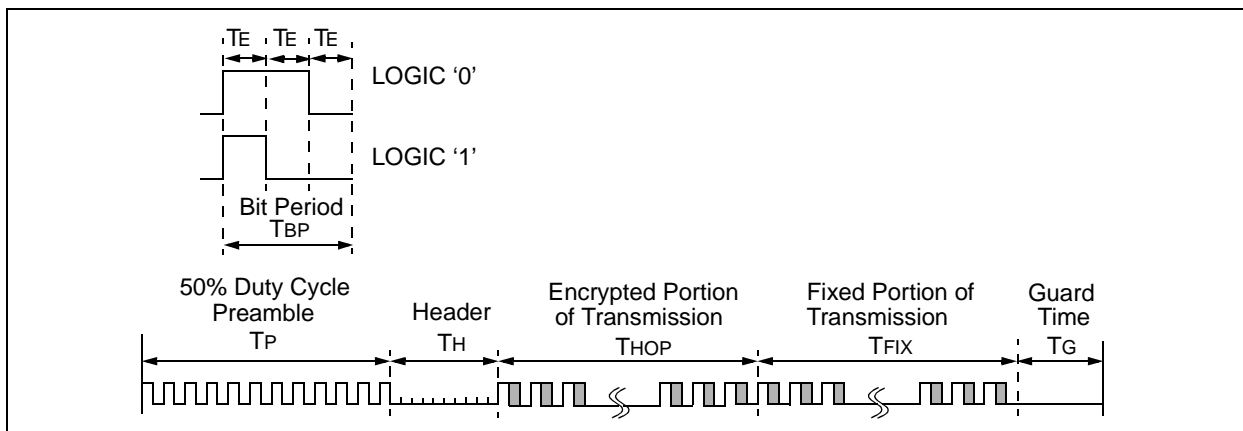 TE TE TE
LOGIC ‘0’
LOGIC ‘1’
Bit Period
TBP
50% Duty Cycle
Preamble
TP
Header
TH
Encrypted Portion
of Transmission
THOP
Fixed Portion of
Transmission
TFIX
Guard
Time
TG